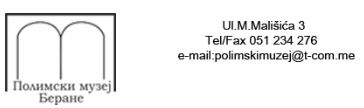 Полимски музеј
Беране
Ul.M.Mališića 3
Tel/Fax 051 234 276
e-mail:polimskimuzej@t-com.me